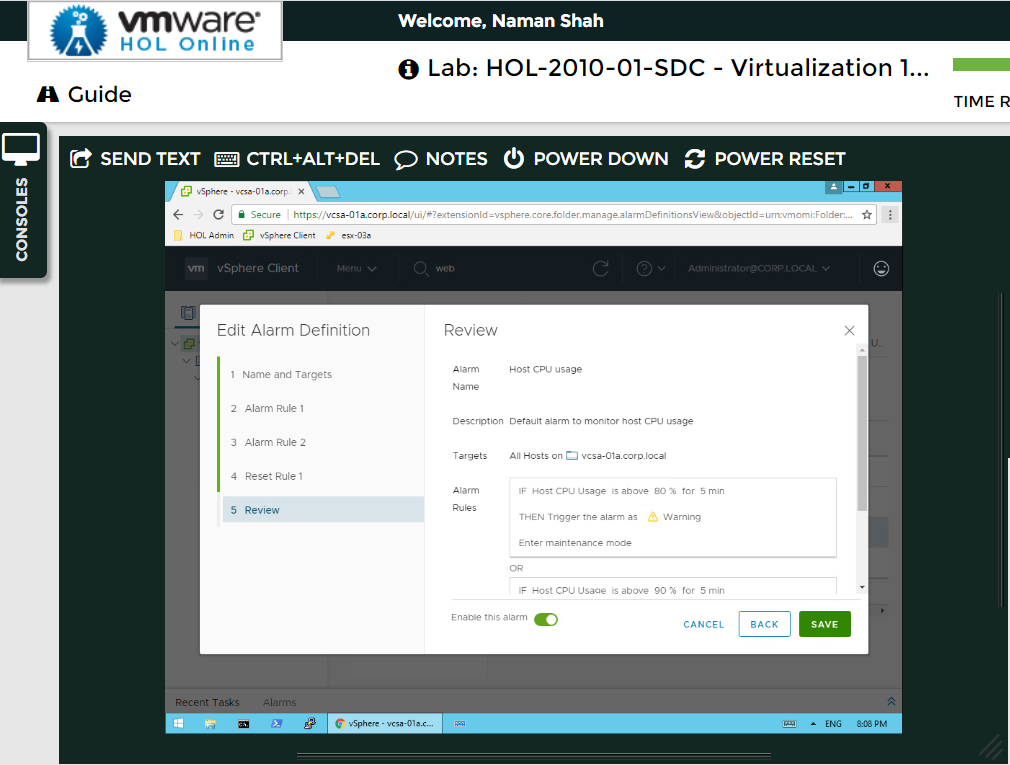 vmware
HOL Online
Welcome, Naman Shah
Lab: HOL-2010-01-SDC - Virtualization 1...
Guide
TIME R
CONSOLES
SEND TEXT CTRL+ALT+DEL NOTES POWER DOWN POWER RESET
vSphere - vcsa-01a.corp.
Secure https://vcsa-01a.corp.local/ui/#?extensionId=vsphere.core.folder.manage.alarmDefinitionsView&objectId=urn:vmomi:Folder:...
HOL Admin vSphere Client esx-03a
vm vSphere Client Menu web Administrator@CORP.LOCAL
Edit Alarm Definition
1 Name and Targets
2 Alarm Rule 1
3 Alarm Rule 2
4 Reset Rule 1
5 Review
Review
U...
Alarm Name Host CPU usage
Description Default alarm to monitor host CPU usage
Targets All Hosts on vcsa-01a.corp.local
Alarm Rules
IF Host CPU Usage is above 80 % for 5 min
THEN Trigger the alarm as Warning
Enter maintenance mode
OR
IF Host CPU Usage is above 90 % for 5 min
Enable this alarm
CANCEL BACK SAVE
Recent Tasks Alarms
vSphere - vcsa-01a.c... ENG 8:08 PM